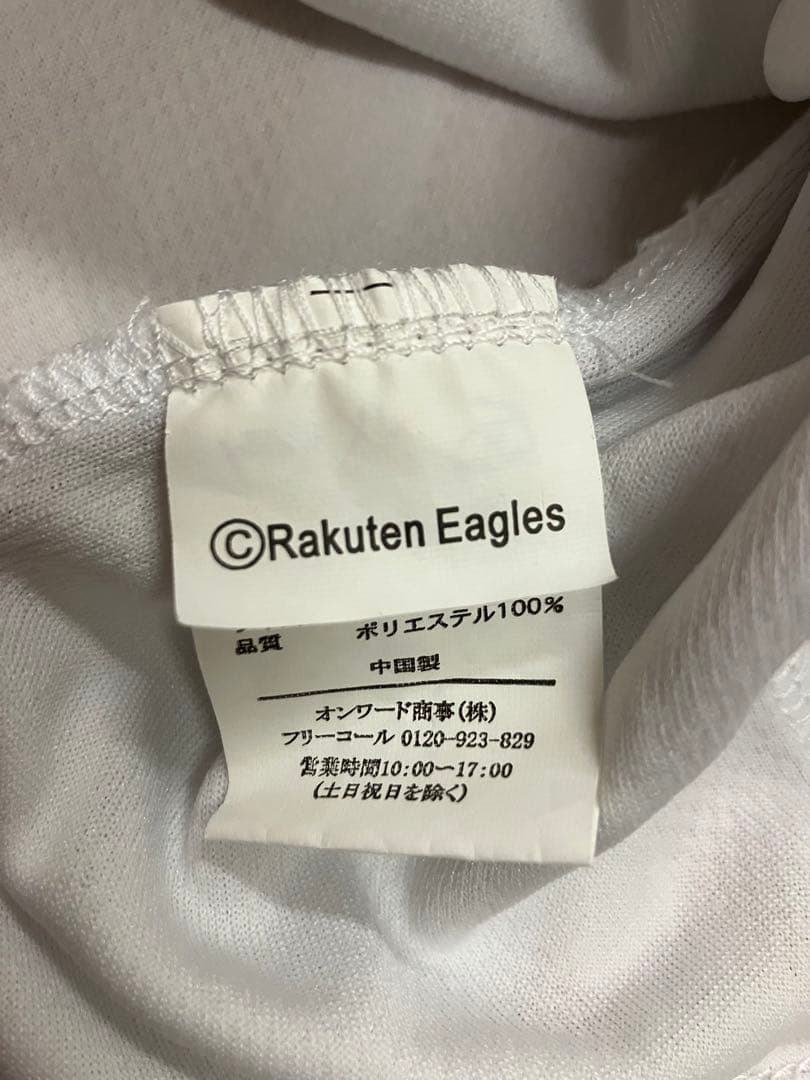 ©Rakuten Eagles
品質 ポリエステル100%
中国製
オンワード商事(株)
フリーコール 0120-923-829
営業時間10:00〜17:00
(土日祝日を除く)